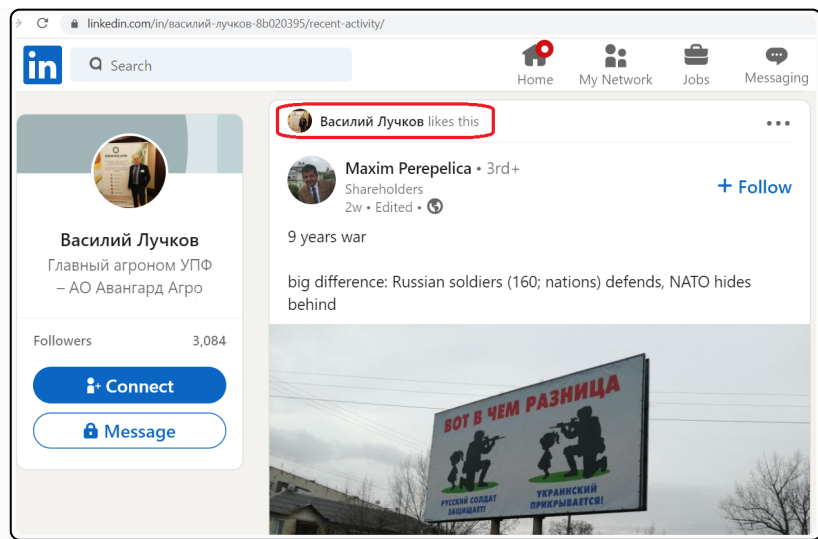 linkedin.com/in/василий-лучков-8b020395/recent-activity/
in
Search
Home
My Network
Jobs
Messaging
Василий Лучков
Главный агроном УПФ
– АО Авангард Агро
Followers 3,084
Connect
Message
Василий Лучков likes this
Maxim Perepelica • 3rd+
Shareholders
2w • Edited •
+ Follow
9 years war
big difference: Russian soldiers (160; nations) defends, NATO hides
behind
ВОТ В ЧЕМ РАЗНИЦА
РУССКИЙ СОЛДАТ
ЗАЩИЩАЕТ!
УКРАИНСКИЙ
ПРИКРЫВАЕТСЯ!